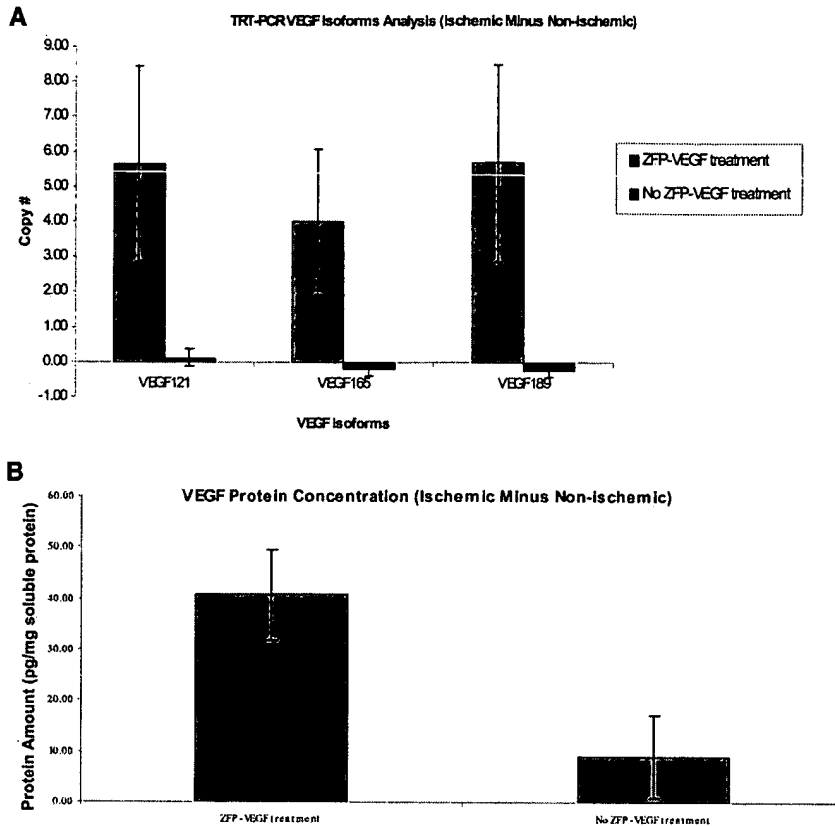 A
TRT-PCR VEGF Isoforms Analysis (Ischemic Minus Non-Ischemic)
9.00
8.00
7.00
6.00
5.00
4.00
3.00
2.00
1.00
0.00
-1.00
Copy #
VEGF121
VEGF165
VEGF189
VEGF Isoforms
ZFP-VEGF treatment
No ZFP-VEGF treatment
B
VEGF Protein Concentration (Ischemic Minus Non-ischemic)
60.00
50.00
40.00
30.00
20.00
10.00
0.00
Protein Amount (pg/mg soluble protein)
ZFP-VEGF treatment
No ZFP-VEGF treatment